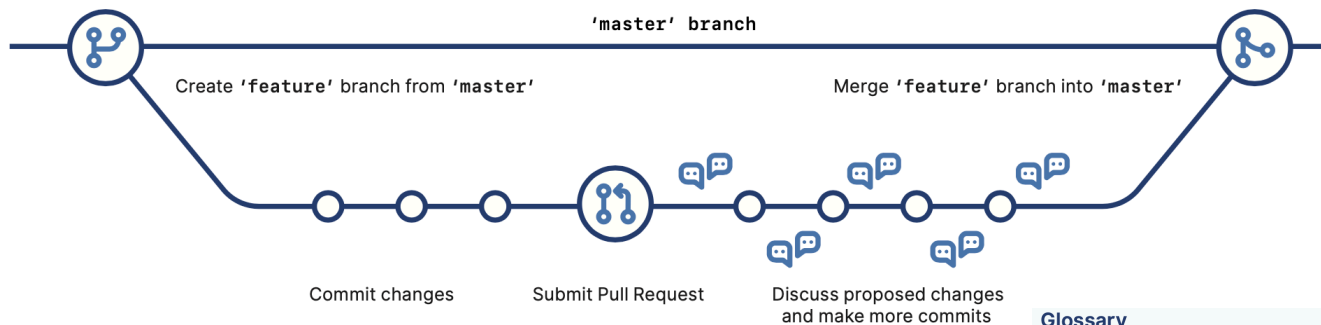 ‘master’ branch
Create ‘feature’ branch from ‘master’
Merge ‘feature’ branch into ‘master’
Commit changes
Submit Pull Request
Discuss proposed changes
and make more commits
Glossary